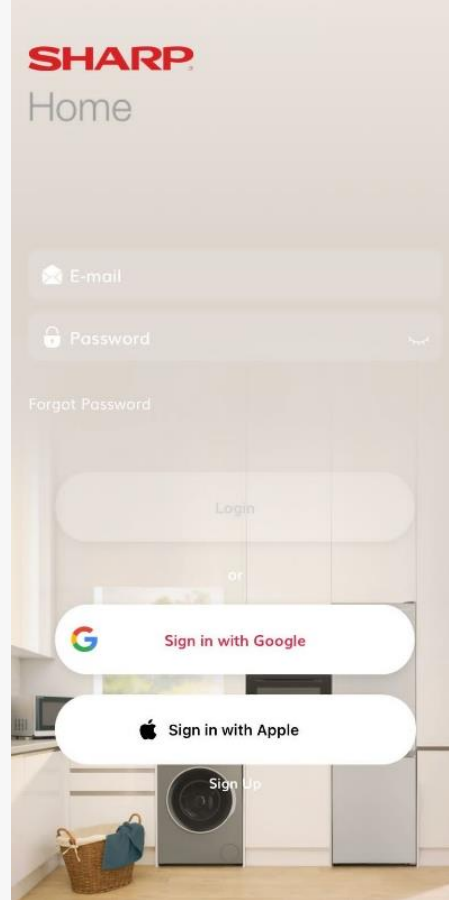 SHARP
Home
E-mail
Password
Forgot Password
Login
or
Sign in with Google
Sign in with Apple
Sign Up